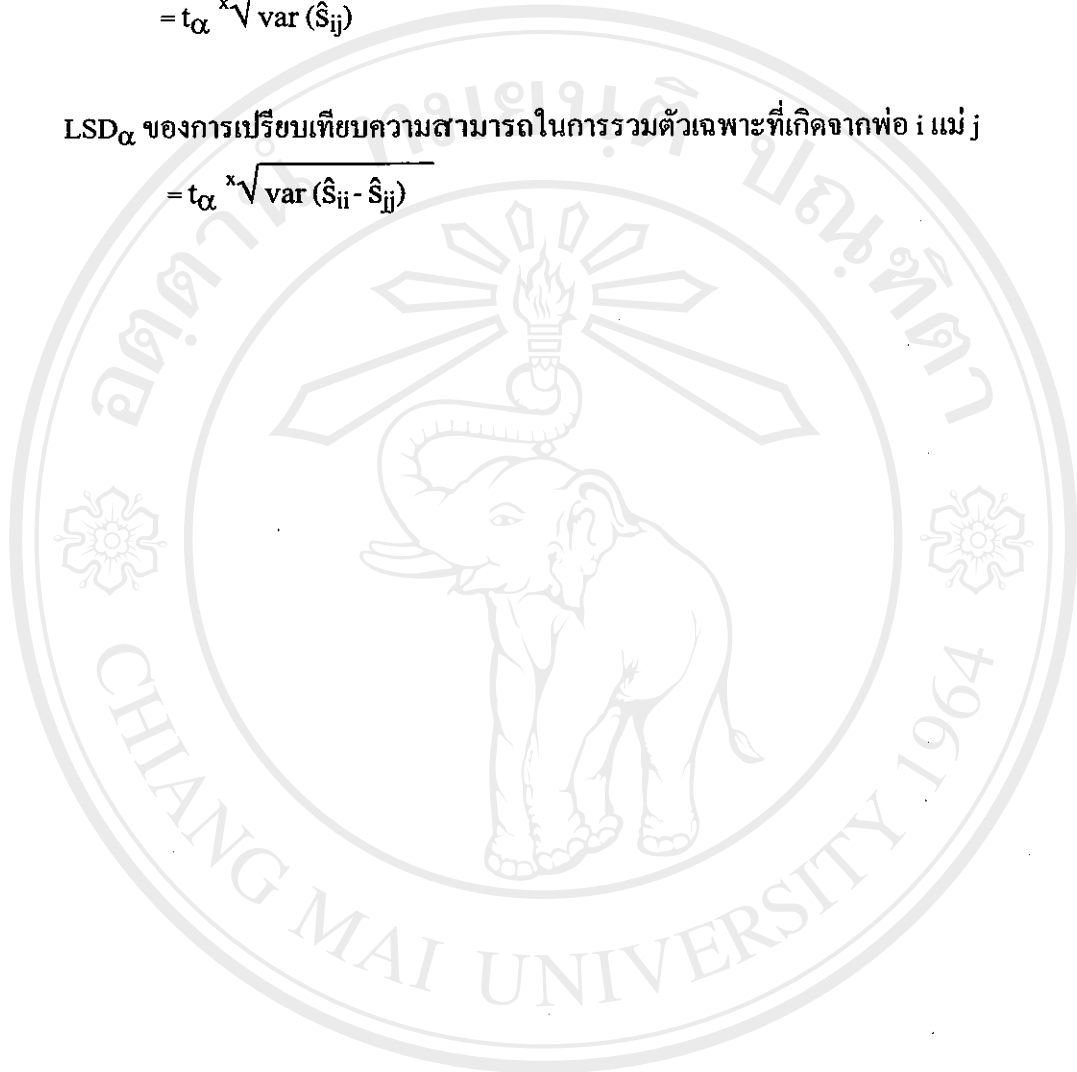 = tα x√ var (ŝij)
LSDα ของการเปรียบเทียบความสามารถในการรวมตัวเฉพาะที่เกิดจากพ่อ i แม่ j
= tα x√ var (ŝii - ŝjj)
CHIANG MAI UNIVERSITY 1964